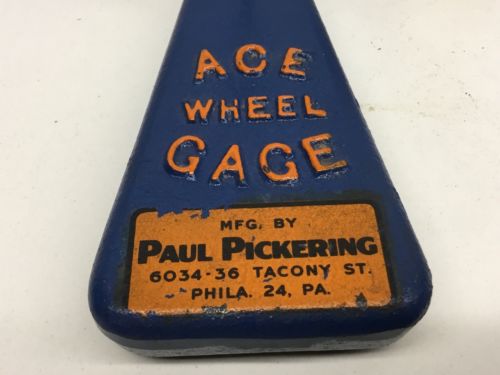 ACE
WHEEL
GAGE
MFG. BY
PAUL PICKERING
6034-36 TACONY ST.
PHILA. 24, PA.